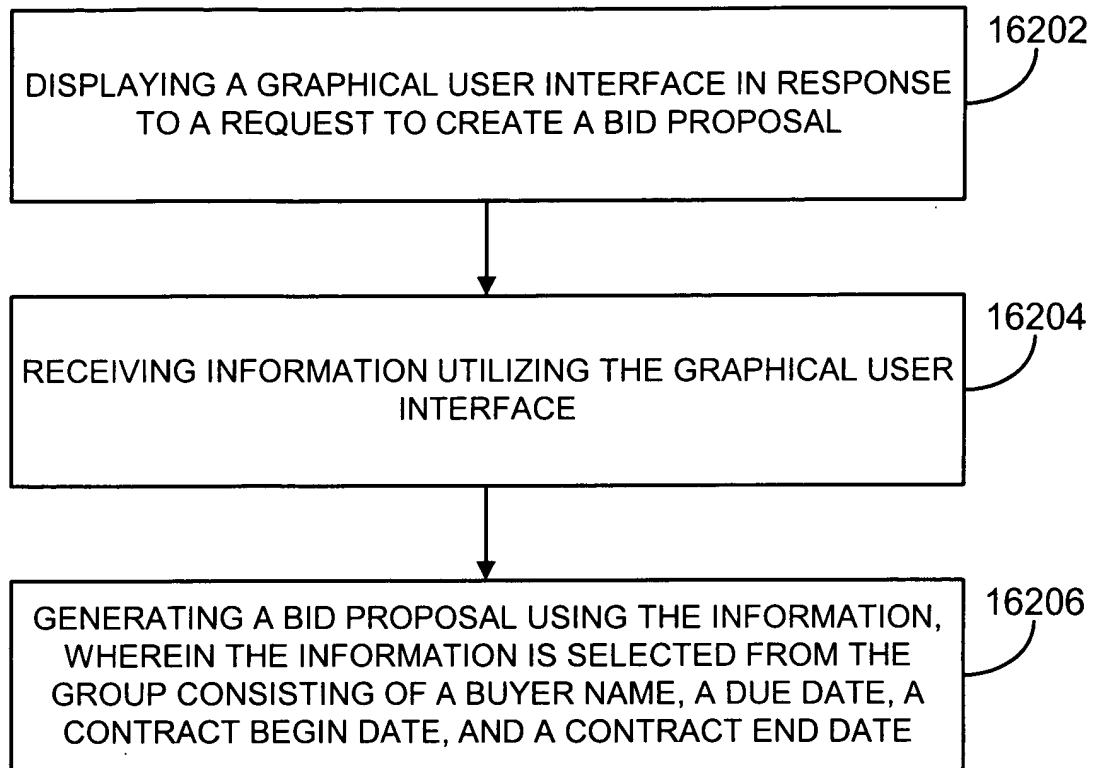 16202
DISPLAYING A GRAPHICAL USER INTERFACE IN RESPONSE
TO A REQUEST TO CREATE A BID PROPOSAL
16204
RECEIVING INFORMATION UTILIZING THE GRAPHICAL USER
INTERFACE
16206
GENERATING A BID PROPOSAL USING THE INFORMATION,
WHEREIN THE INFORMATION IS SELECTED FROM THE
GROUP CONSISTING OF A BUYER NAME, A DUE DATE, A
CONTRACT BEGIN DATE, AND A CONTRACT END DATE